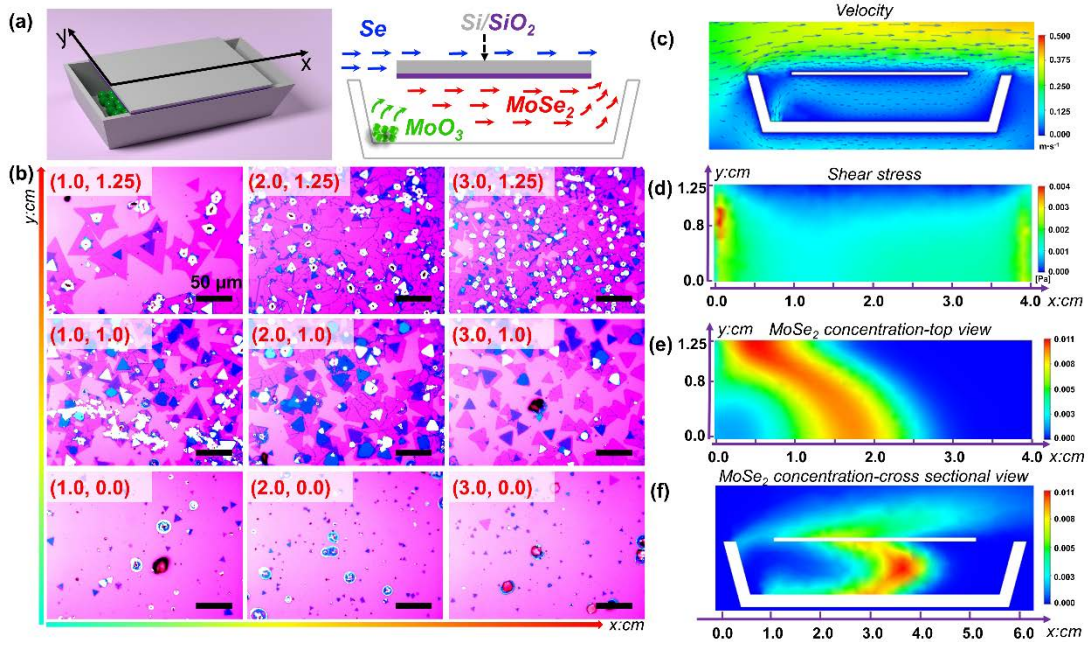 (a)
y
x
Se
Si/SiO2
MoSe2
MoO3
(b)
y:cm
(1.0, 1.25)
(2.0, 1.25)
(3.0, 1.25)
50 μm
(1.0, 1.0)
(2.0, 1.0)
(3.0, 1.0)
(1.0, 0.0)
(2.0, 0.0)
(3.0, 0.0)
x:cm
(c)
Velocity
0.500
0.375
0.250
0.125
0.000
m·s-1
(d)
y:cm
Shear stress
1.25
0.8
0.0
0.0
1.0
2.0
3.0
4.0
x:cm
0.004
0.003
0.002
0.001
0.000
[Pa]
(e)
y:cm
MoSe2 concentration-top view
1.25
0.8
0.0
0.0
1.0
2.0
3.0
4.0
x:cm
0.011
0.008
0.006
0.003
0.000
(f)
MoSe2 concentration-cross sectional view
0.011
0.008
0.006
0.003
0.000
0.0
1.0
2.0
3.0
4.0
5.0
6.0
x:cm